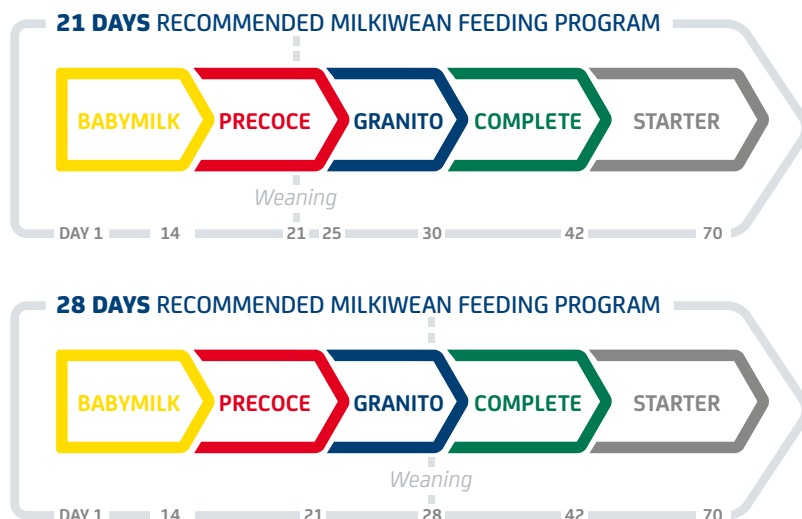 21 DAYS RECOMMENDED MILKIWEAN FEEDING PROGRAM
BABYMILK PRECOCE GRANITO COMPLETE STARTER
Weaning
DAY 1 14 21 25 30 42 70
28 DAYS RECOMMENDED MILKIWEAN FEEDING PROGRAM
BABYMILK PRECOCE GRANITO COMPLETE STARTER
Weaning
DAY 1 14 21 28 42 70